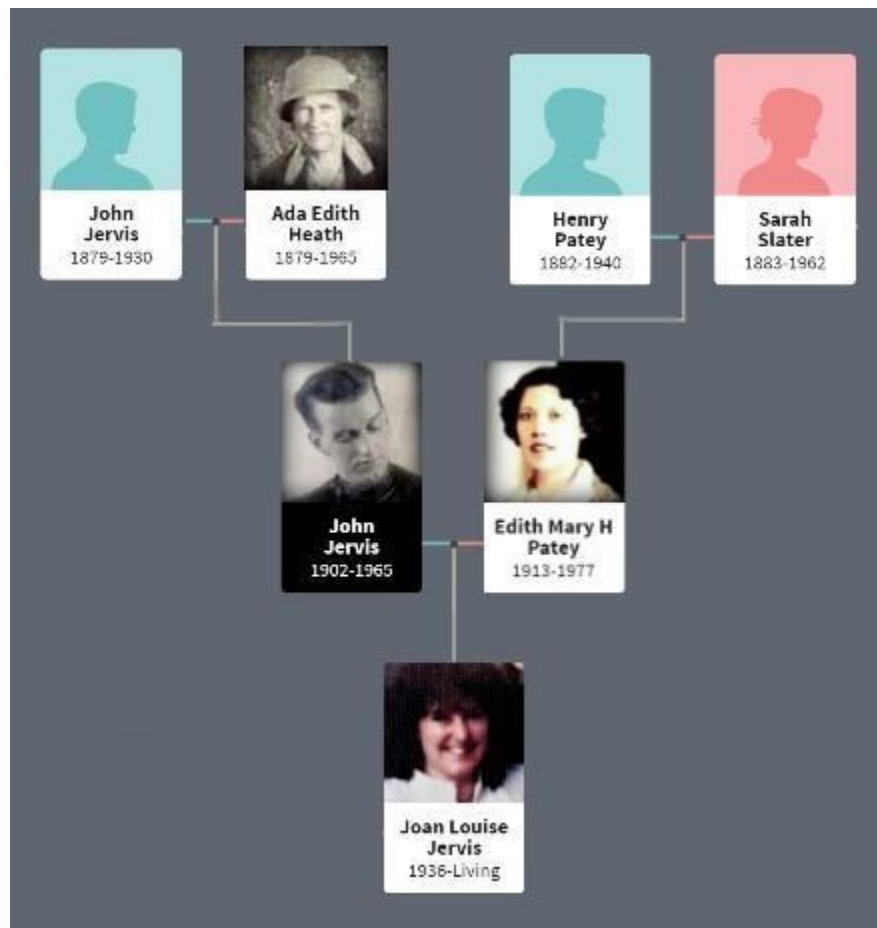 John
Jervis
1879-1930
Ada Edith
Heath
1879-1965
Henry
Patey
1882-1940
Sarah
Slater
1883-1962
John
Jervis
1902-1965
Edith Mary H
Patey
1913-1977
Joan Louise
Jervis
1936-Living